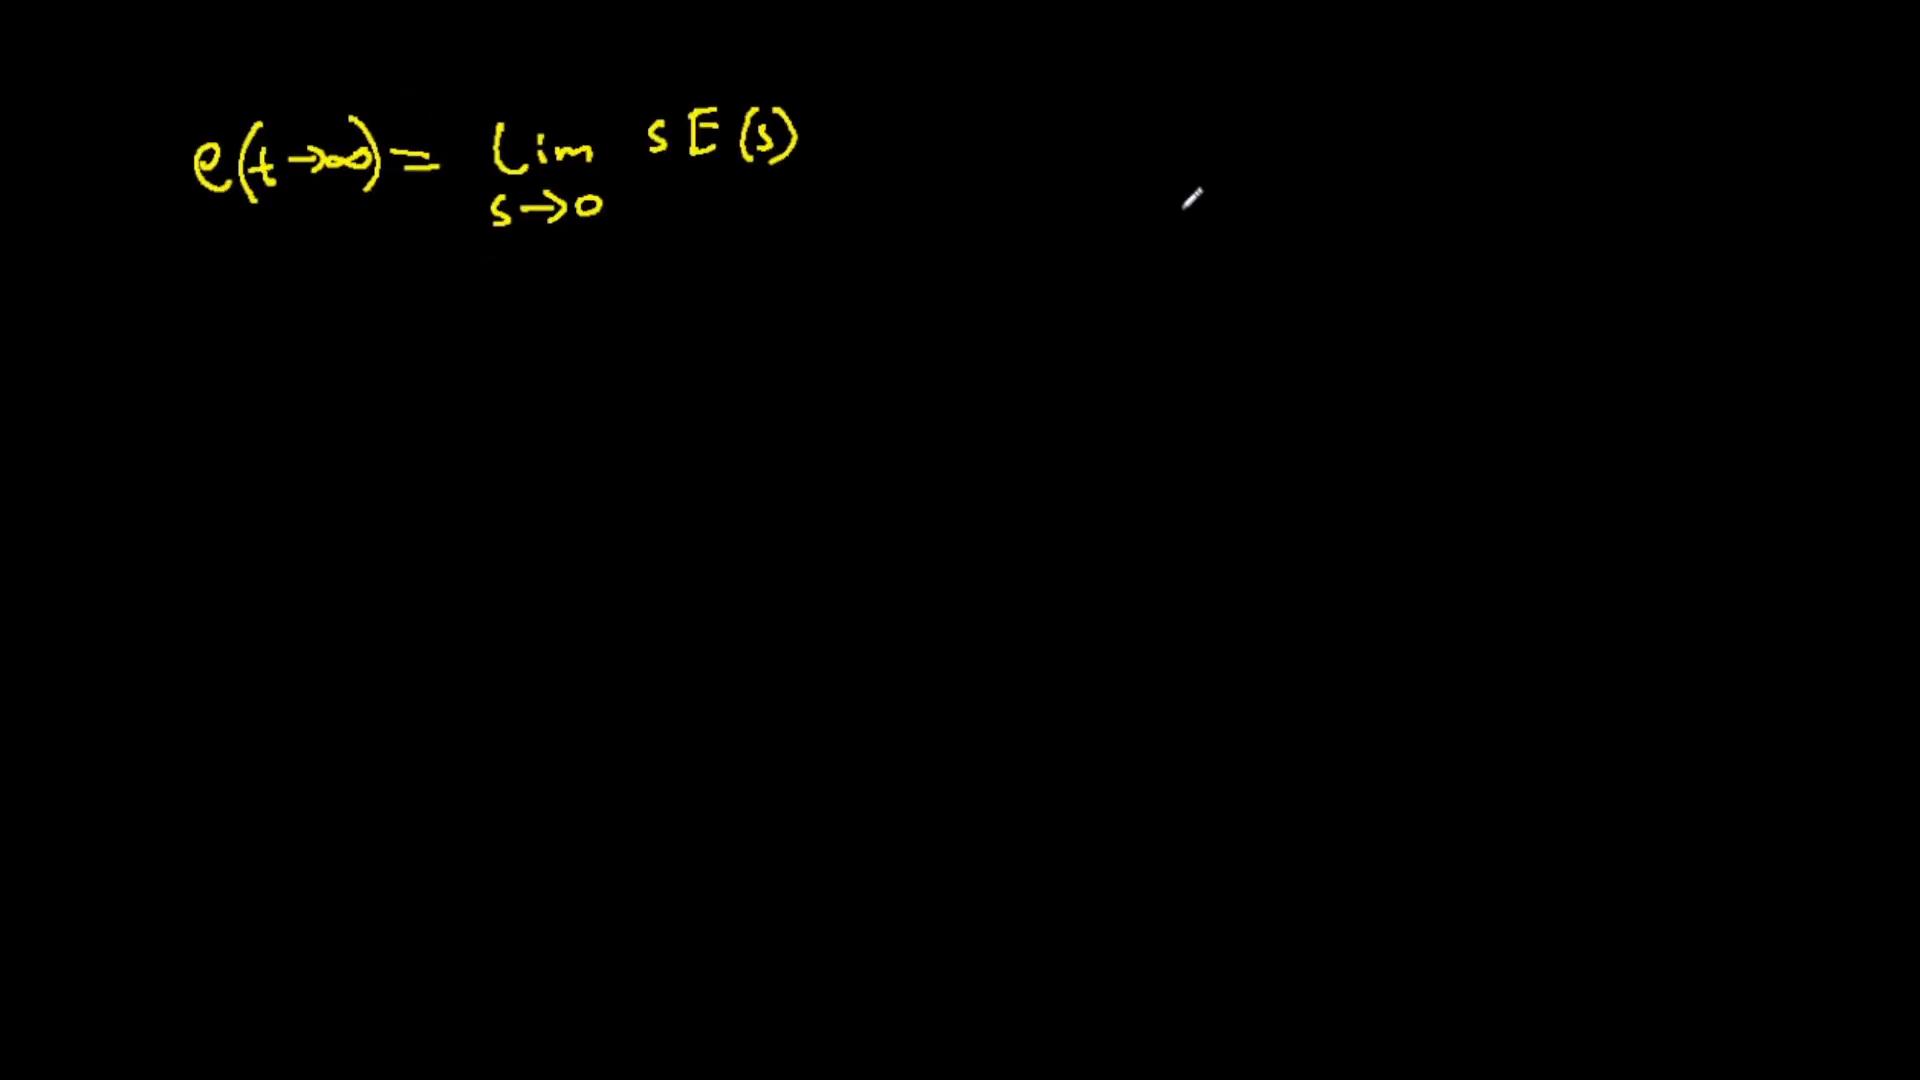 e(t→∞) = Lim sE(s)
s→0